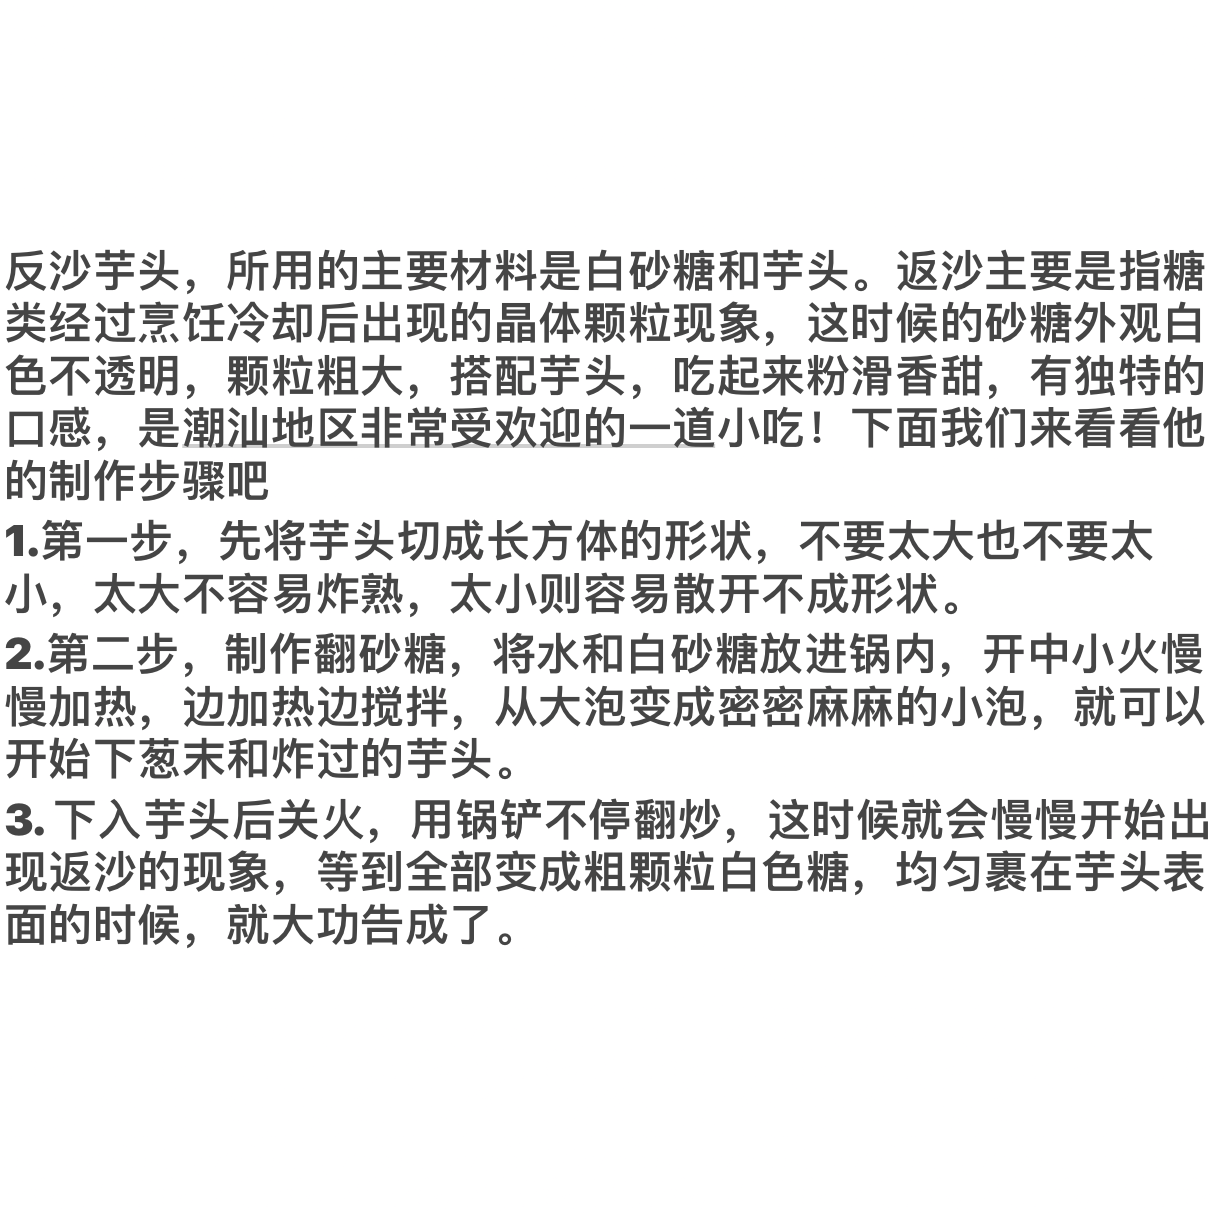 反沙芋头，所用的主要材料是白砂糖和芋头。返沙主要是指糖
类经过烹饪冷却后出现的晶体颗粒现象，这时候的砂糖外观白
色不透明，颗粒粗大，搭配芋头，吃起来粉滑香甜，有独特的
口感，是潮汕地区非常受欢迎的一道小吃！下面我们来看看他
的制作步骤吧
1.第一步，先将芋头切成长方体的形状，不要太大也不要太
小，太大不容易炸熟，太小则容易散开不成形状。
2.第二步，制作翻砂糖，将水和白砂糖放进锅内，开中小火慢
慢加热，边加热边搅拌，从大泡变成密密麻麻的小泡，就可以
开始下葱末和炸过的芋头。
3. 下入芋头后关火，用锅铲不停翻炒，这时候就会慢慢开始出
现返沙的现象，等到全部变成粗颗粒白色糖，均匀裹在芋头表
面的时候，就大功告成了。